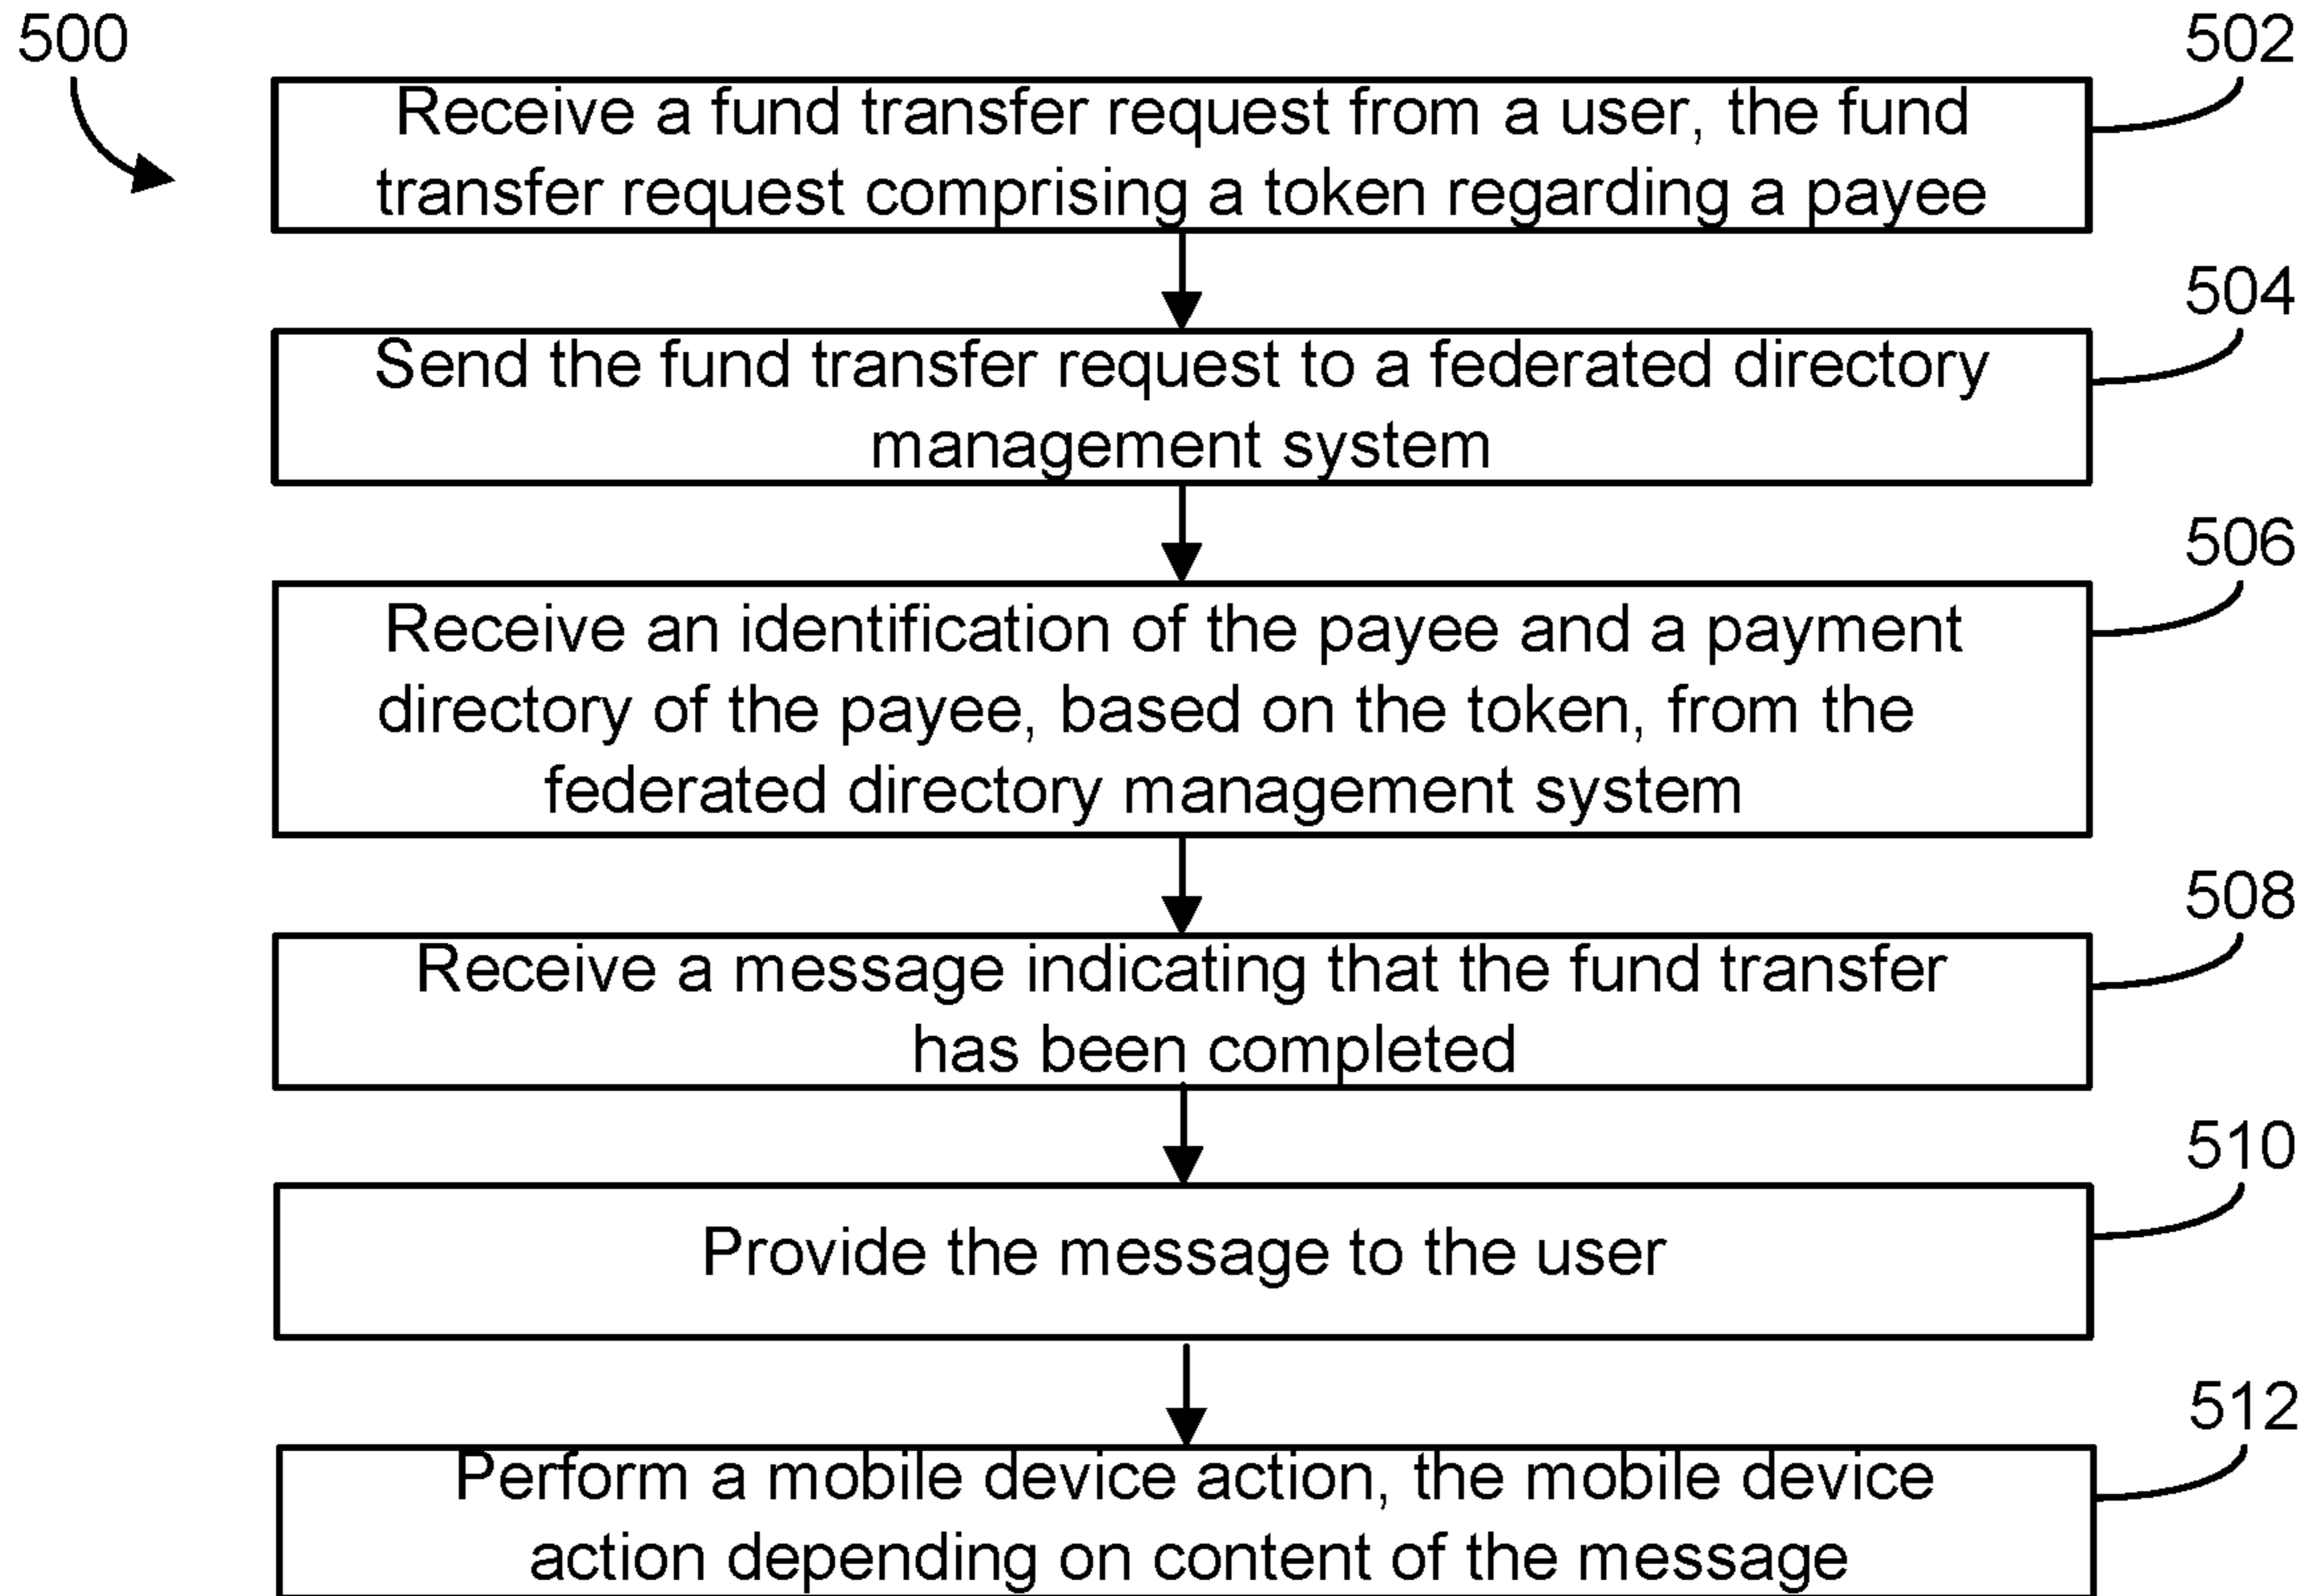 500
502
Receive a fund transfer request from a user, the fund
transfer request comprising a token regarding a payee
504
Send the fund transfer request to a federated directory
management system
506
Receive an identification of the payee and a payment
directory of the payee, based on the token, from the
federated directory management system
508
Receive a message indicating that the fund transfer
has been completed
510
Provide the message to the user
512
Perform a mobile device action, the mobile device
action depending on content of the message